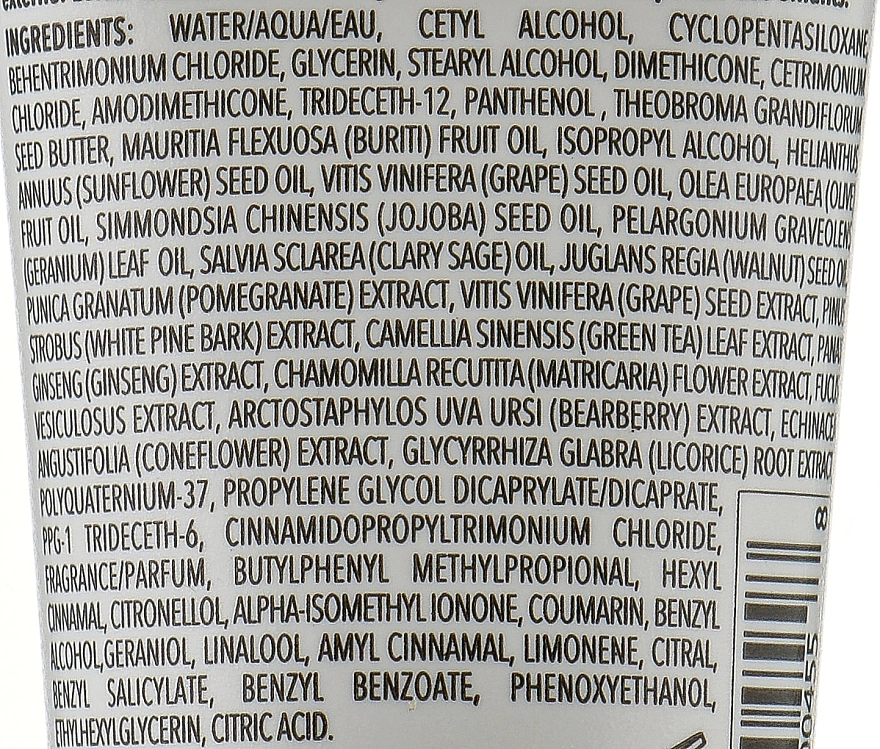 INGREDIENTS: WATER/AQUA/EAU, CETYL ALCOHOL, CYCLOPENTASILOXANE,
BEHENTRIMONIUM CHLORIDE, GLYCERIN, STEARYL ALCOHOL, DIMETHICONE, CETRIMONIUM
CHLORIDE, AMODIMETHICONE, TRIDECETH-12, PANTHENOL , THEOBROMA GRANDIFLORUM
SEED BUTTER, MAURITIA FLEXUOSA (BURITI) FRUIT OIL, ISOPROPYL ALCOHOL, HELIANTHUS
ANNUUS (SUNFLOWER) SEED OIL, VITIS VINIFERA (GRAPE) SEED OIL, OLEA EUROPAEA (OLIVE
FRUIT OIL, SIMMONDSIA CHINENSIS (JOJOBA) SEED OIL, PELARGONIUM GRAVEOLENS
(GERANIUM) LEAF OIL, SALVIA SCLAREA (CLARY SAGE) OIL, JUGLANS REGIA (WALNUT) SEED OIL
PUNICA GRANATUM (POMEGRANATE) EXTRACT, VITIS VINIFERA (GRAPE) SEED EXTRACT, PINUS
STROBUS (WHITE PINE BARK) EXTRACT, CAMELLIA SINENSIS (GREEN TEA) LEAF EXTRACT, PANAX
GINSENG (GINSENG) EXTRACT, CHAMOMILLA RECUTITA (MATRICARIA) FLOWER EXTRACT, FUCUS
VESICULOSUS EXTRACT, ARCTOSTAPHYLOS UVA URSI (BEARBERRY) EXTRACT, ECHINACEA
ANGUSTIFOLIA (CONEFLOWER) EXTRACT, GLYCYRRHIZA GLABRA (LICORICE) ROOT EXTRACT
POLYQUATERNIUM-37, PROPYLENE GLYCOL DICAPRYLATE/DICAPRATE,
PPG-1 TRIDECETH-6, CINNAMIDOPROPYLTRIMONIUM CHLORIDE,
FRAGRANCE/PARFUM, BUTYLPHENYL METHYLPROPIONAL, HEXYL
CINNAMAL, CITRONELLOL, ALPHA-ISOMETHYL IONONE, COUMARIN, BENZYL
ALCOHOL,GERANIOL, LINALOOL, AMYL CINNAMAL, LIMONENE, CITRAL,
BENZYL SALICYLATE, BENZYL BENZOATE, PHENOXYETHANOL,
ETHYLHEXYLGLYCERIN, CITRIC ACID.
8
00455